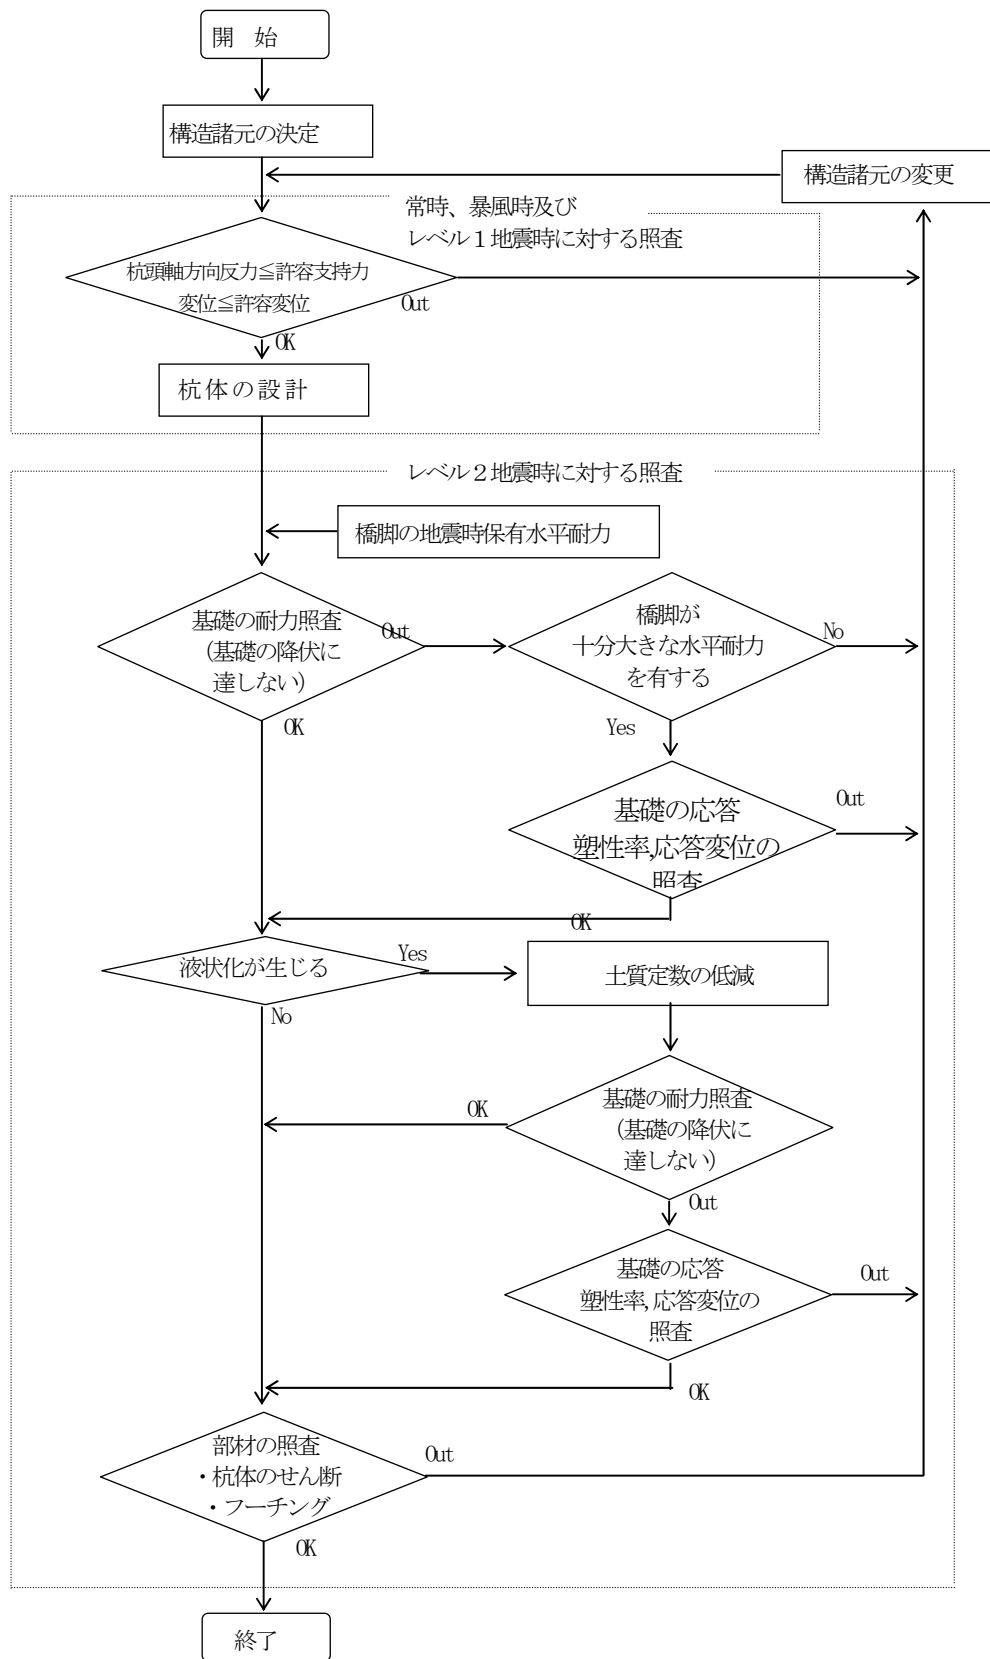 開　始
構造諸元の決定
構造諸元の変更
常時、暴風時及び
レベル１地震時に対する照査
杭頭軸方向反力≦許容支持力
変位≦許容変位
Out
OK
杭体の設計
レベル２地震時に対する照査
橋脚の地震時保有水平耐力
基礎の耐力照査
（基礎の降伏に
達しない）
Out
OK
橋脚が
十分大きな水平耐力
を有する
No
Yes
基礎の応答
塑性率,応答変位の
照査
Out
OK
液状化が生じる
Yes
No
土質定数の低減
基礎の耐力照査
（基礎の降伏に
達しない）
OK
Out
基礎の応答
塑性率,応答変位の
照査
Out
OK
部材の照査
・杭体のせん断
・フーチング
Out
OK
終了